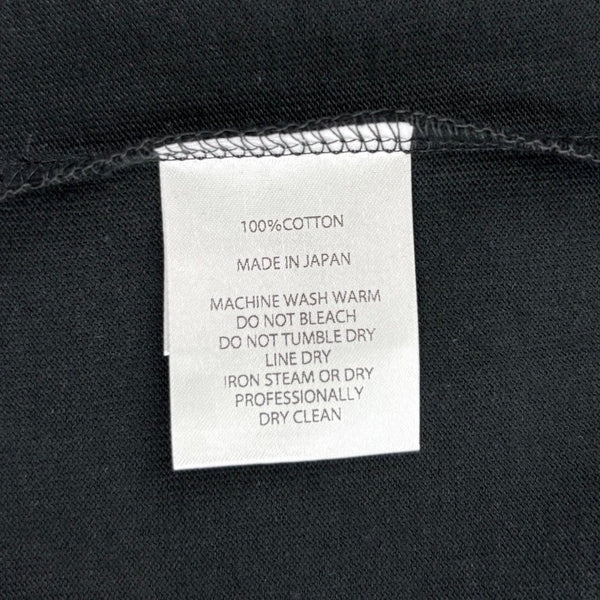 100%COTTON
MADE IN JAPAN
MACHINE WASH WARM
DO NOT BLEACH
DO NOT TUMBLE DRY
LINE DRY
IRON STEAM OR DRY
PROFESSIONALLY
DRY CLEAN